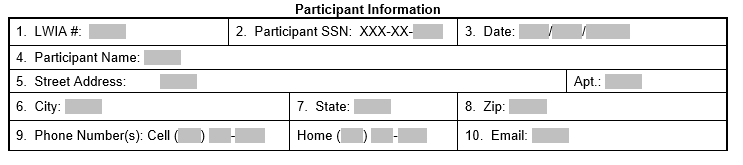 Participant Information
1. LWIA #: 2. Participant SSN: XXX-XX- 3. Date: / /
4. Participant Name:
5. Street Address: Apt.:
6. City: 7. State: 8. Zip:
9. Phone Number(s): Cell ( ) - Home ( ) - 10. Email: